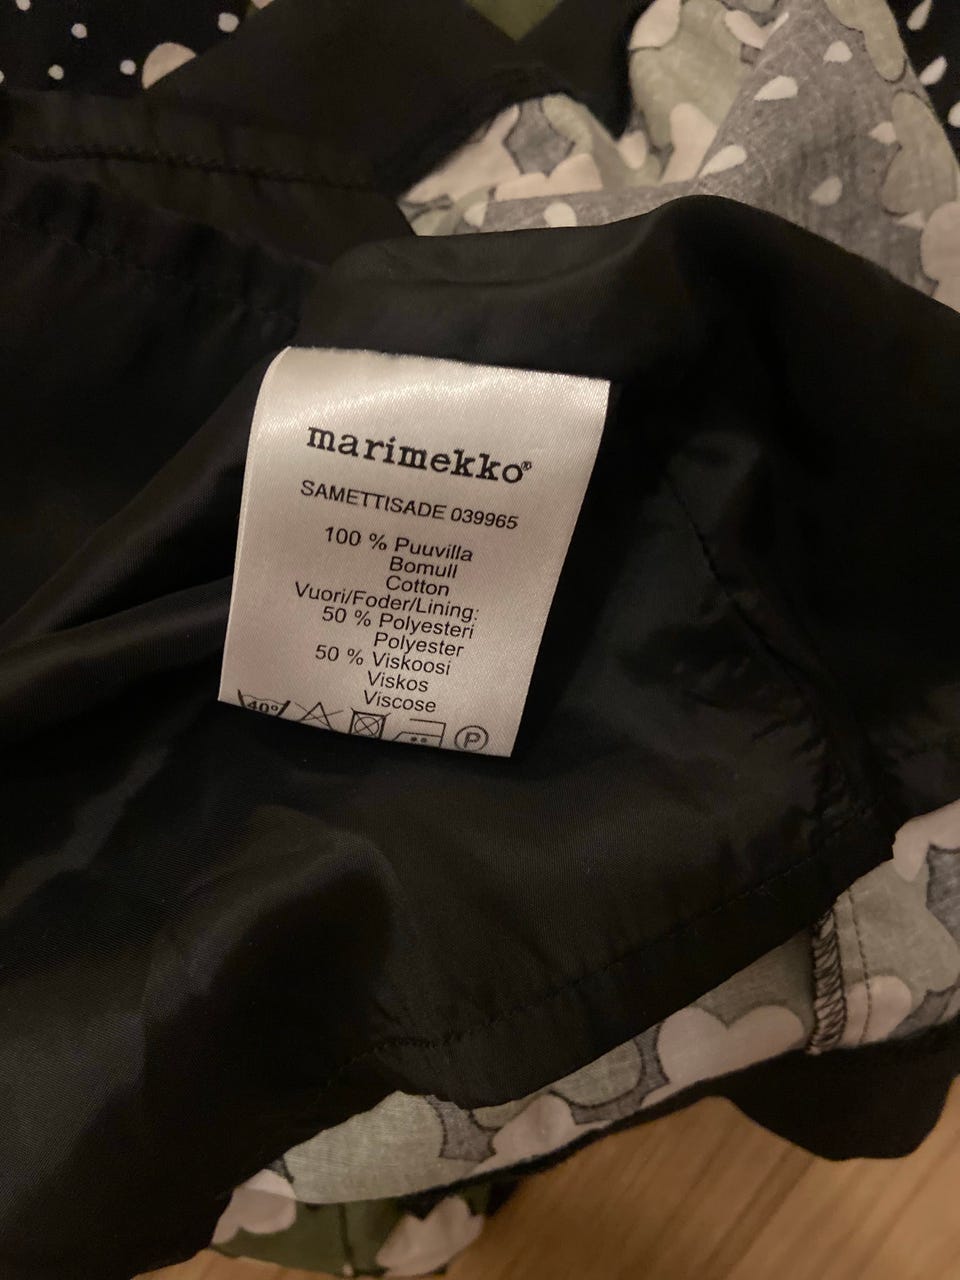 marimekko®
SAMETTISADE 039965
100 % Puuvilla
Bomull
Cotton
Vuori/Foder/Lining:
50 % Polyesteri
Polyester
50 % Viskoosi
Viskos
Viscose
40° P